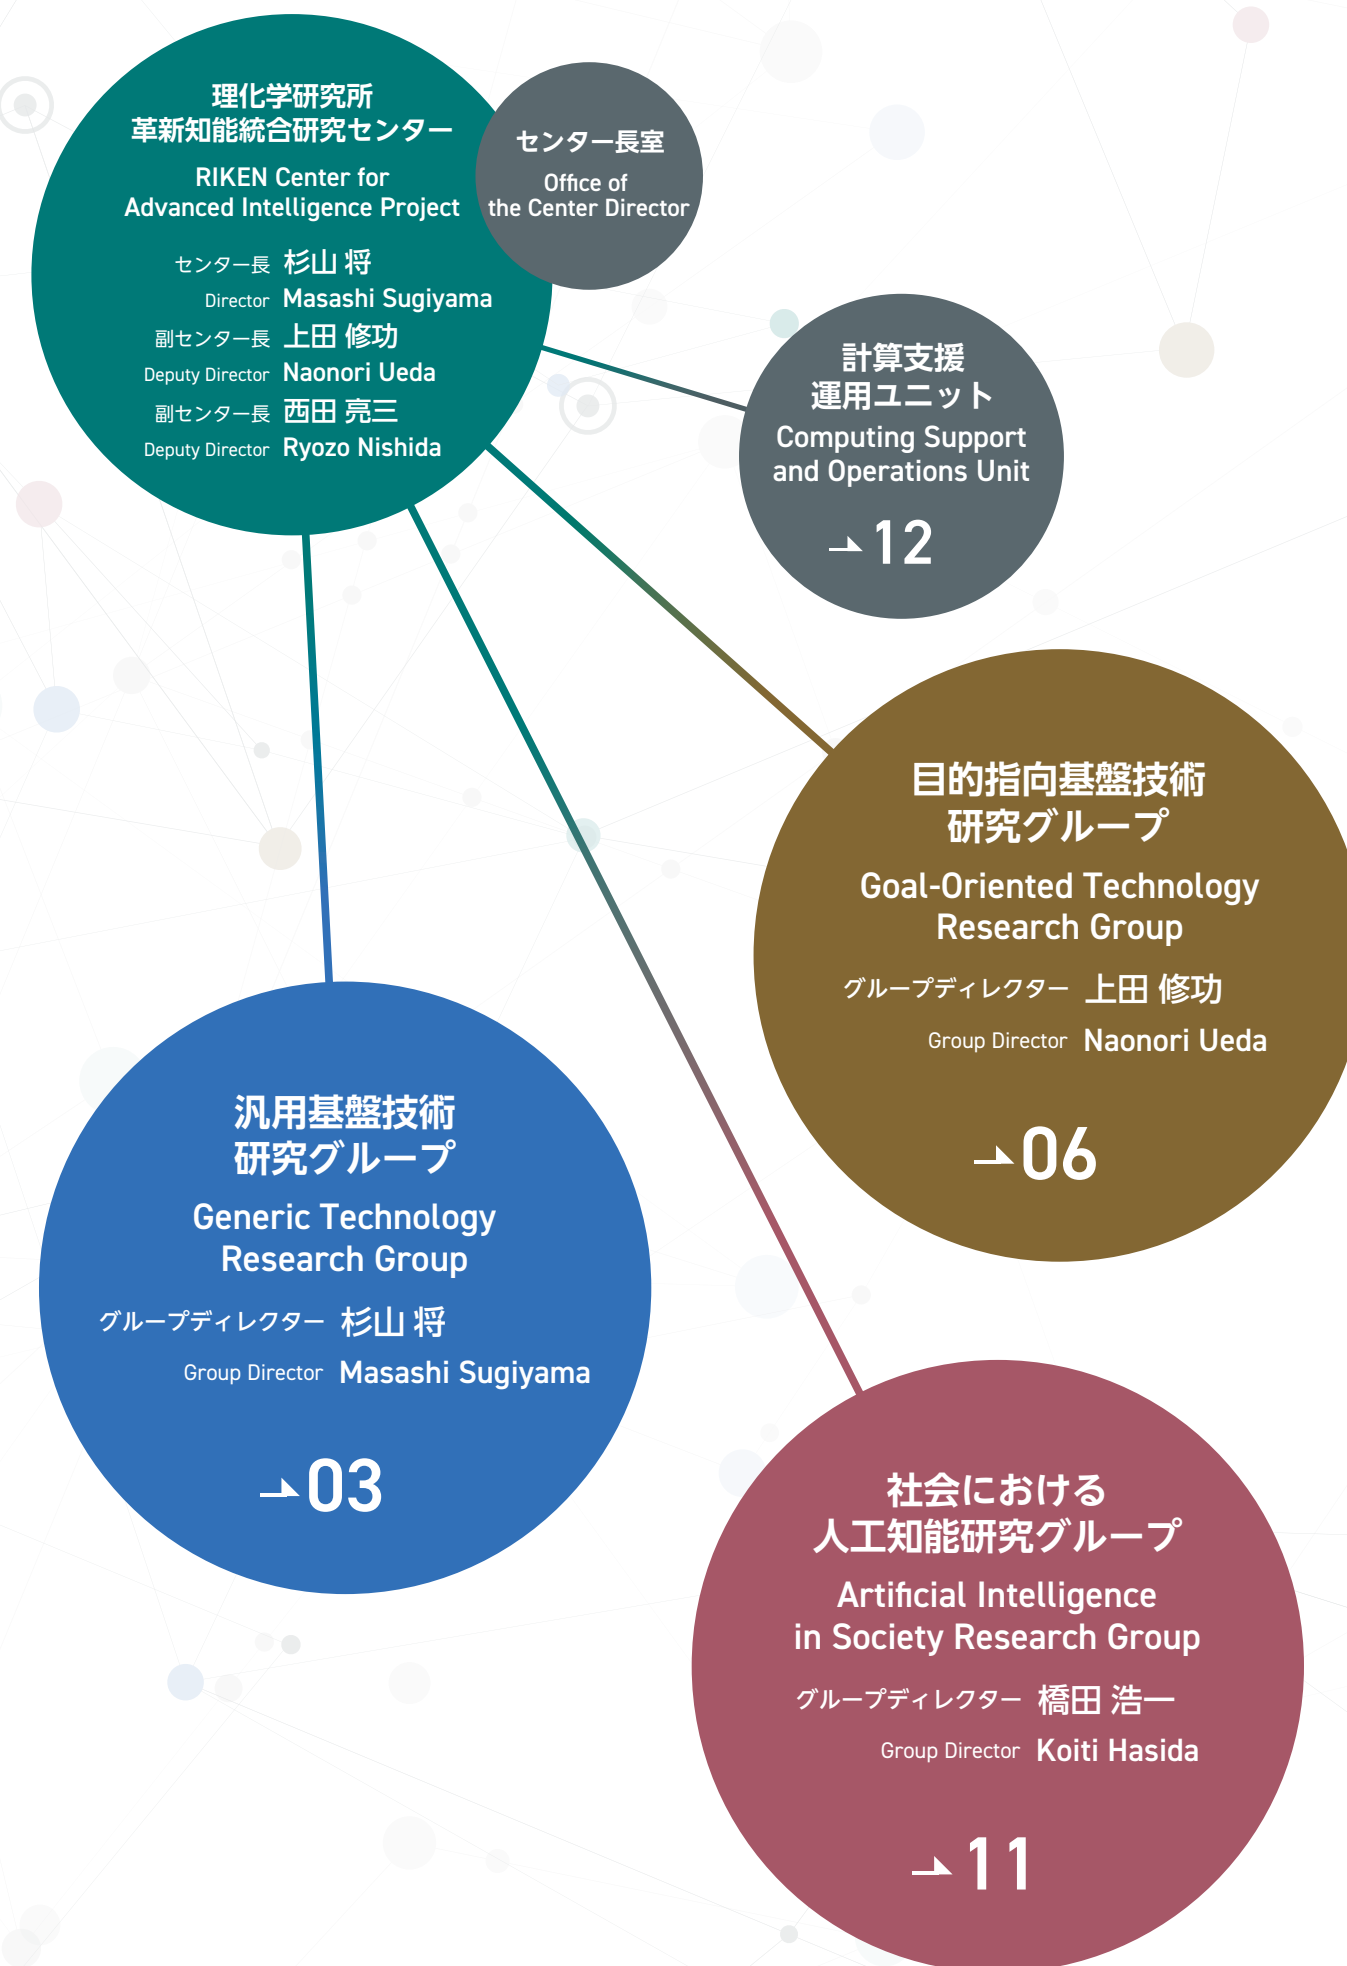 理化学研究所
革新知能統合研究センター
RIKEN Center for
Advanced Intelligence Project
センター長 杉山 将
Director Masashi Sugiyama
副センター長 上田 修功
Deputy Director Naonori Ueda
副センター長 西田 亮三
Deputy Director Ryozo Nishida
センター長室
Office of
the Center Director
計算支援
運用ユニット
Computing Support
and Operations Unit
12
目的指向基盤技術
研究グループ
Goal-Oriented Technology
Research Group
グループディレクター 上田 修功
Group Director Naonori Ueda
06
汎用基盤技術
研究グループ
Generic Technology
Research Group
グループディレクター 杉山 将
Group Director Masashi Sugiyama
03
社会における
人工知能研究グループ
Artificial Intelligence
in Society Research Group
グループディレクター 橋田 浩一
Group Director Koiti Hasida
11